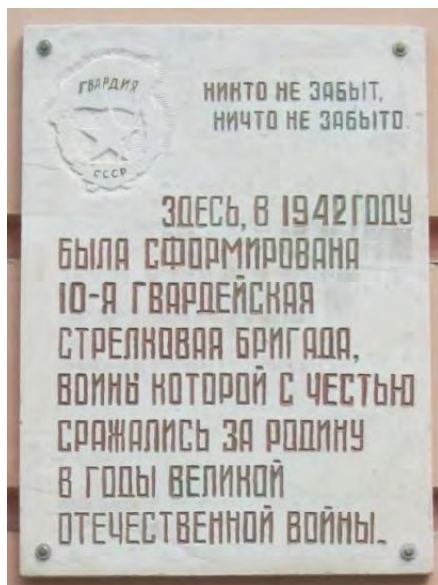 ГВАРДИЯ
СССР
НИКТО НЕ ЗАБЫТ,
НИЧТО НЕ ЗАБЫТО.
ЗДЕСЬ, В 1942 ГОДУ
БЫЛА СФОРМИРОВАНА
10-Я ГВАРДЕЙСКАЯ
СТРЕЛКОВАЯ БРИГАДА,
ВОИНЫ КОТОРОЙ С ЧЕСТЬЮ
СРАЖАЛИСЬ ЗА РОДИНУ
В ГОДЫ ВЕЛИКОЙ
ОТЕЧЕСТВЕННОЙ ВОЙНЫ.